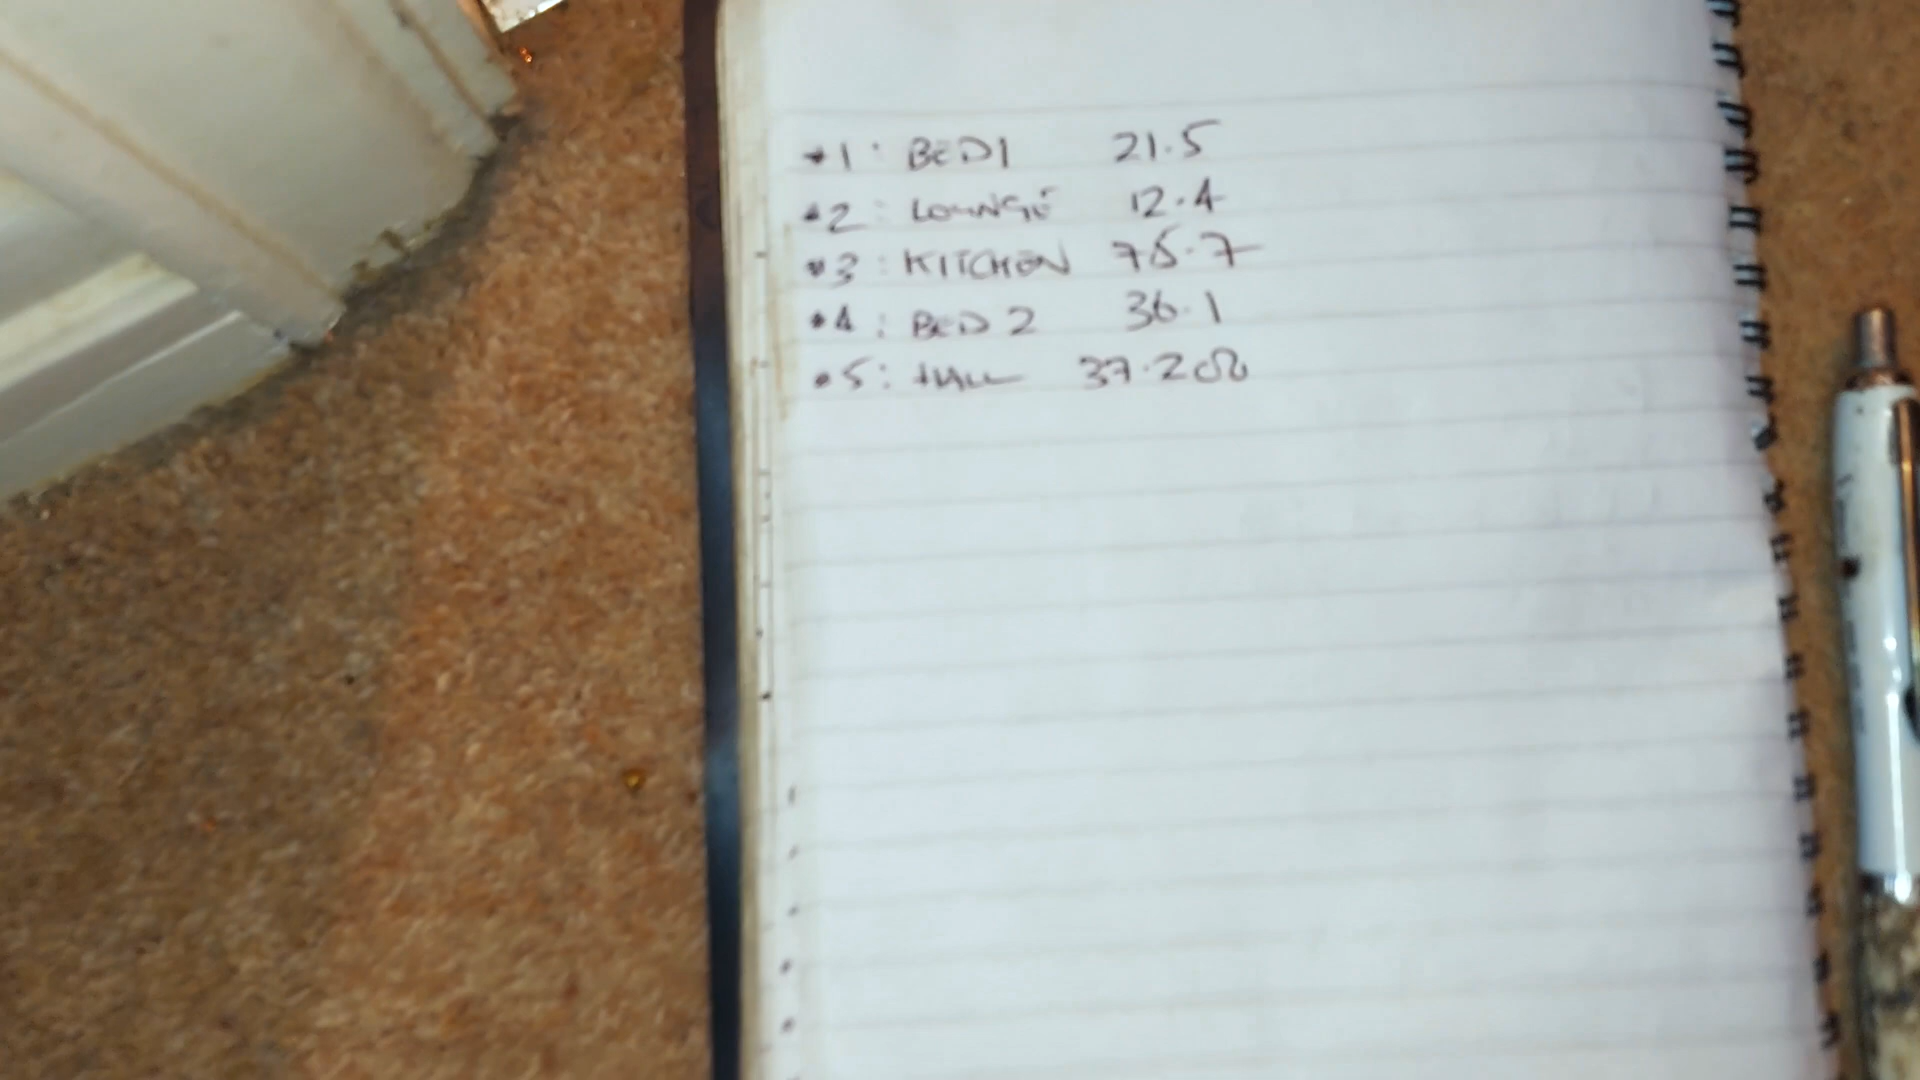 #1: BED1 21.5
#2: LOUNGE 12.4
#3: KITCHEN 75.7
#4: BED 2 36.1
#5: HALL 37.2Ω